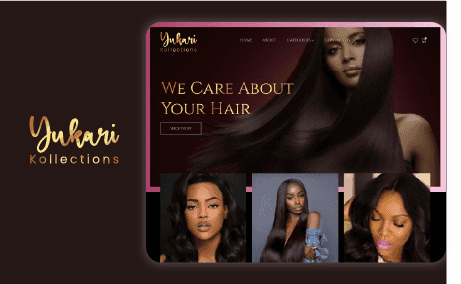 Yukari
Kollections
Yukari
Kollections
HOME ABOUT CATEGORIES
WE CARE ABOUT
YOUR HAIR
SHOP NOW